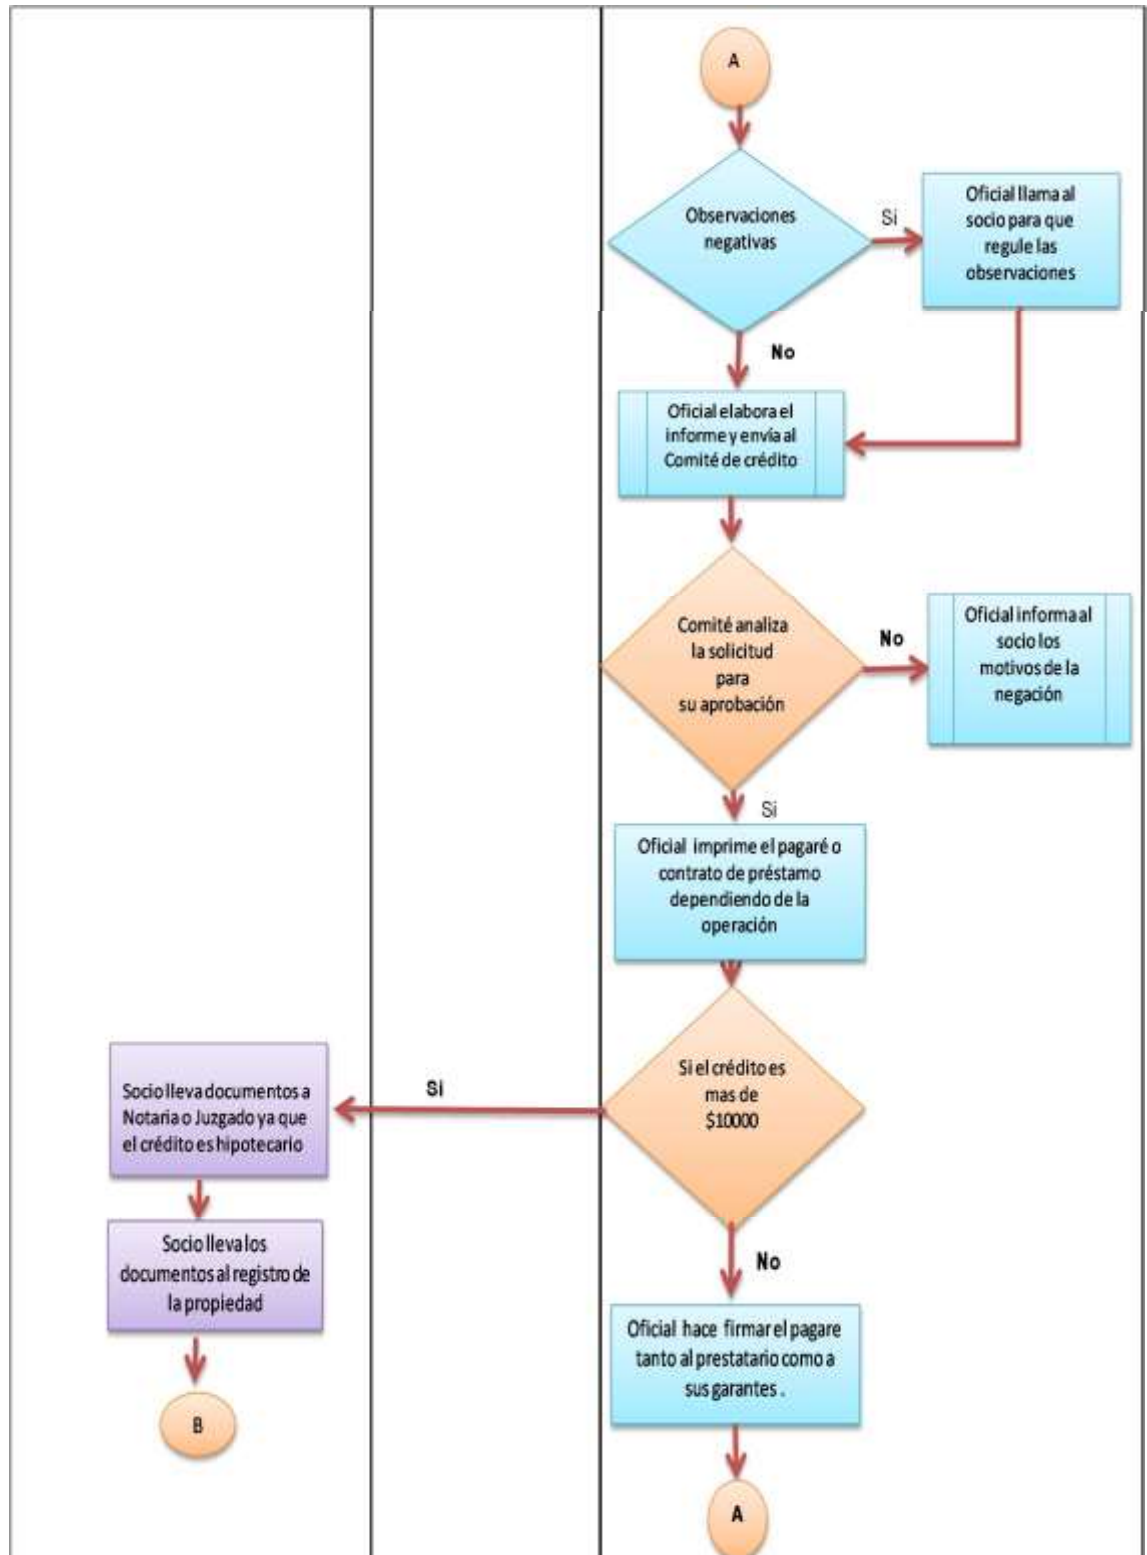 A
Observaciones
negativas
Si
Oficial llama al
socio para que
regule las
observaciones
No
Oficial elabora el
informe y envía al
Comité de crédito
Comité analiza
la solicitud
para
su aprobación
No
Oficial informa al
socio los
motivos de la
negación
Si
Oficial imprime el pagaré o
contrato de préstamo
dependiendo de la
operación
Si el crédito es
mas de
$10000
Si
Socio lleva documentos a
Notaria o Juzgado ya que
el crédito es hipotecario
Socio lleva los
documentos al registro de
la propiedad
B
No
Oficial hace firmar el pagare
tanto al prestatario como a
sus garantes .
A